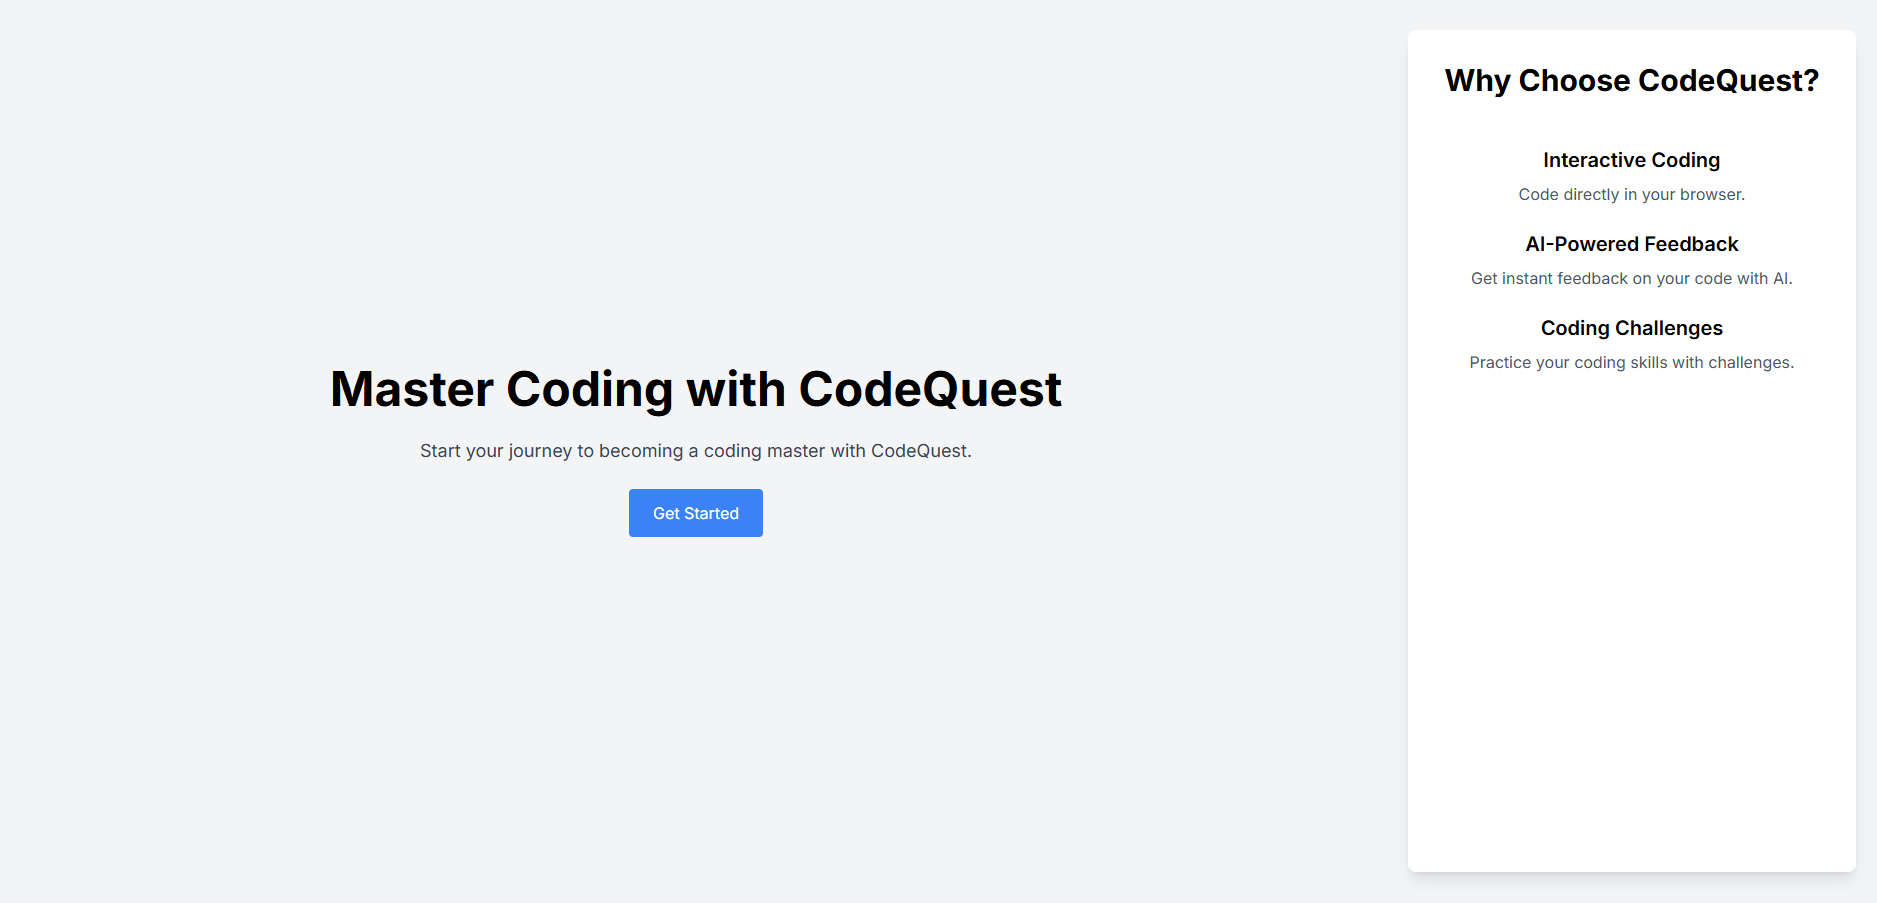 Master Coding with CodeQuest
Start your journey to becoming a coding master with CodeQuest.
Get Started
Why Choose CodeQuest?
Interactive Coding
Code directly in your browser.
AI-Powered Feedback
Get instant feedback on your code with AI.
Coding Challenges
Practice your coding skills with challenges.